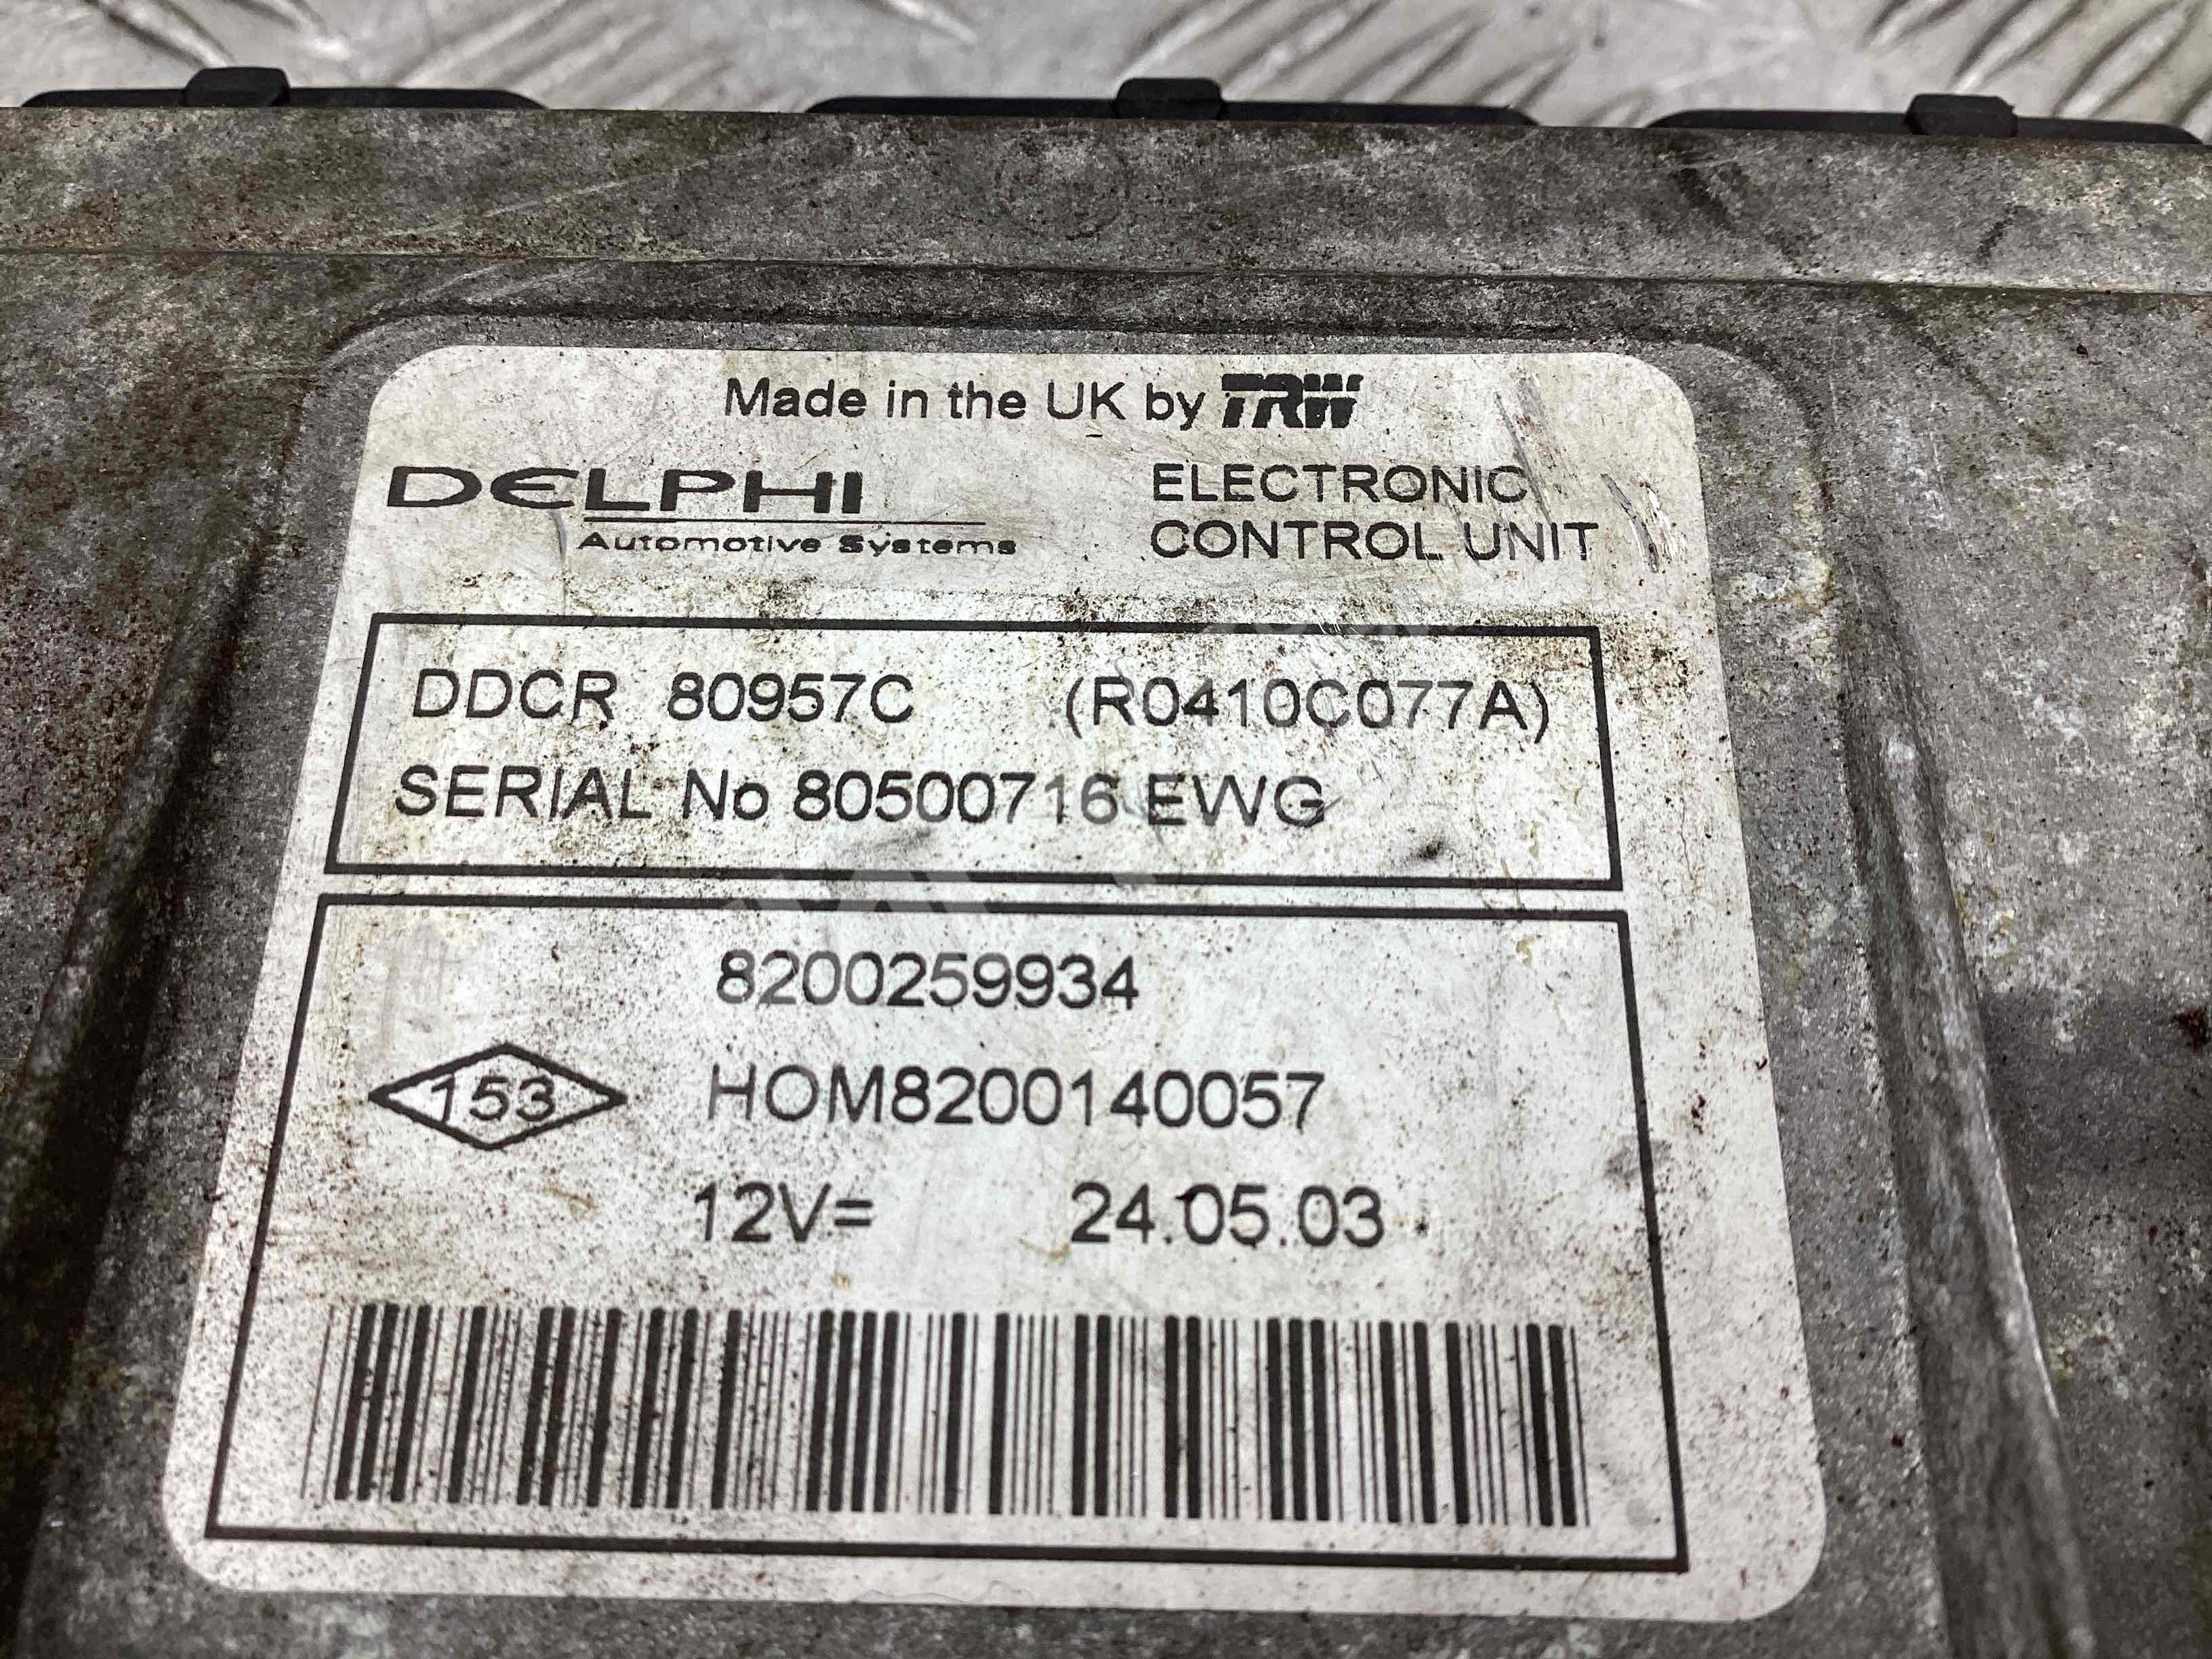 Made in the UK by TRW
DELPHI
Automotive Systems
ELECTRONIC
CONTROL UNIT
DDCR 80957C (R0410C077A)
SERIAL No 80500716 EWG
8200259934
153 HOM8200140057
12V= 24.05.03